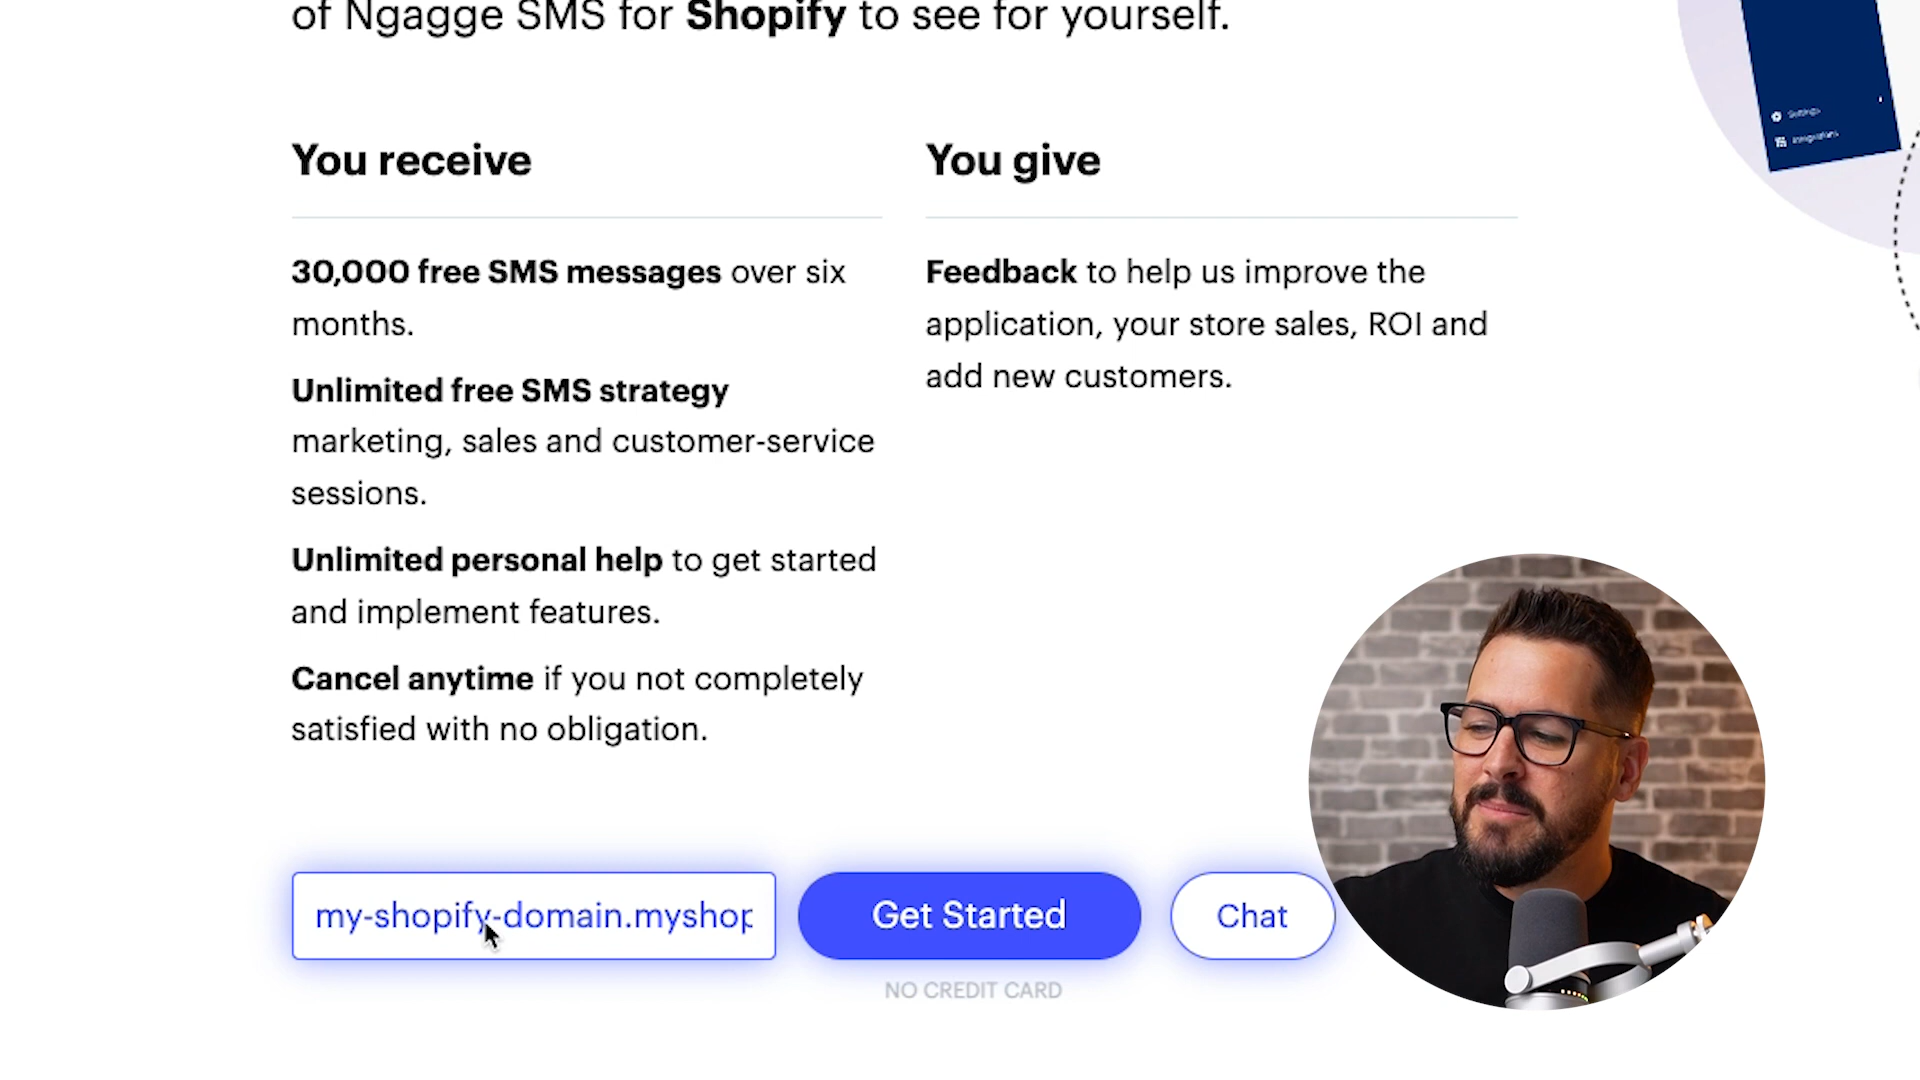 of Ngagge SMS for Shopify to see for yourself.
You receive
30,000 free SMS messages over six
months.
Unlimited free SMS strategy
marketing, sales and customer-service
sessions.
Unlimited personal help to get started
and implement features.
Cancel anytime if you not completely
satisfied with no obligation.
You give
Feedback to help us improve the
application, your store sales, ROI and
add new customers.
my-shopify-domain.myshop
Get Started
Chat
NO CREDIT CARD
Settings
Integrations